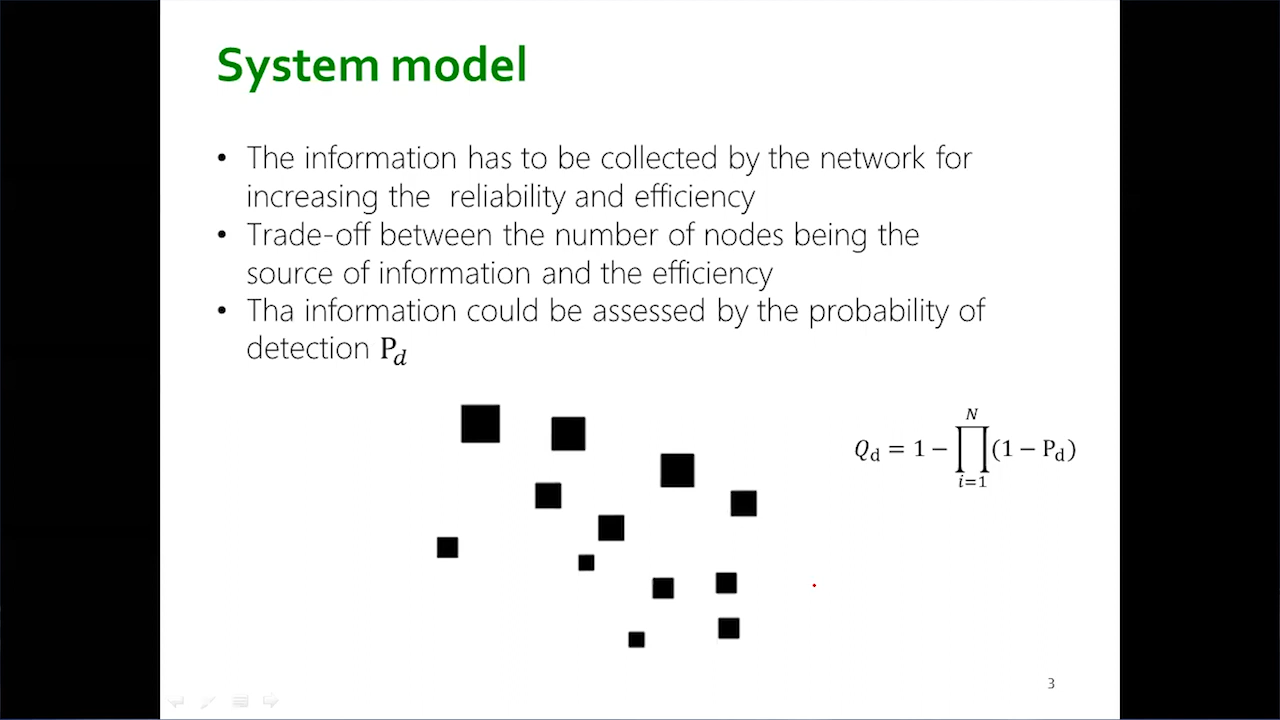 System model
• The information has to be collected by the network for
increasing the  reliability and efficiency
• Trade-off between the number of nodes being the
source of information and the efficiency
• Tha information could be assessed by the probability of
detection P_d
Q_d = 1 − ∏_{i=1}^{N} (1 − P_d)
3